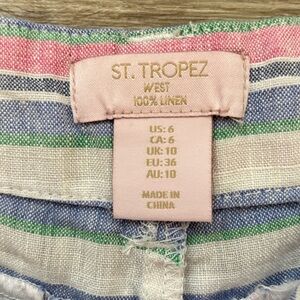 ST. TROPEZ
WEST
100% LINEN
US: 6
CA: 6
UK: 10
EU: 36
AU: 10
MADE IN
CHINA